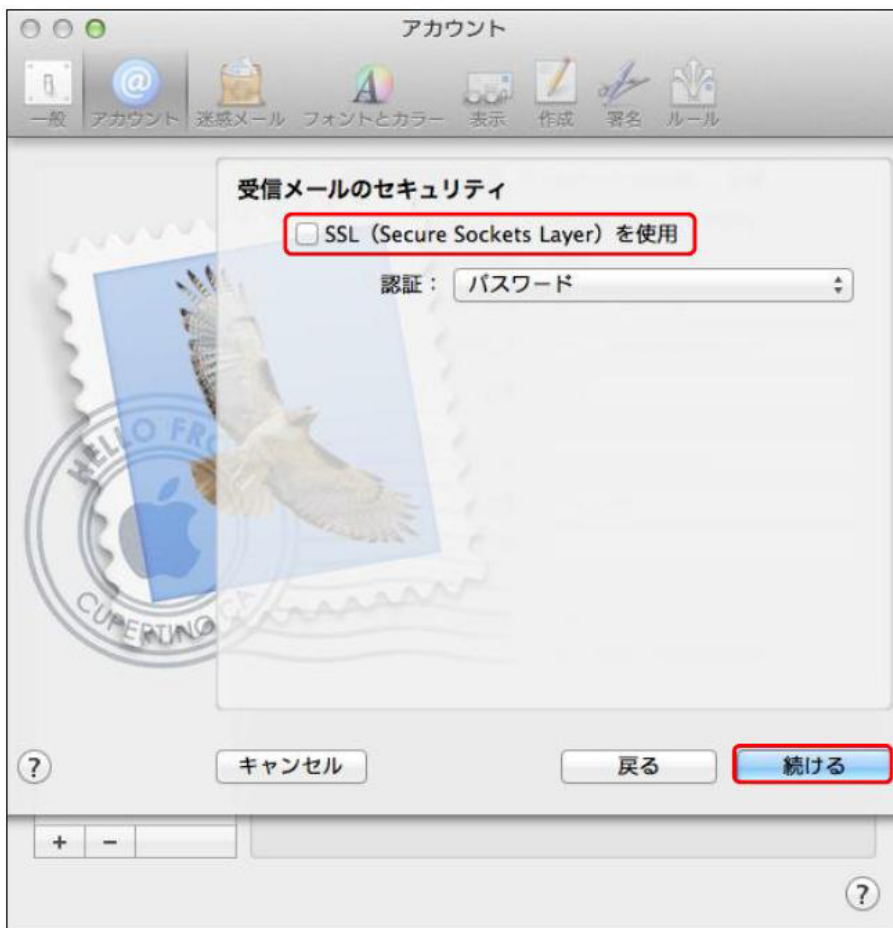 アカウント
@
一般 アカウント 迷惑メール フォントとカラー 表示 作成 署名 ルール
受信メールのセキュリティ
SSL（Secure Sockets Layer）を使用
認証： パスワード
HELLO FRO
CUPERTINO CA
? キャンセル 戻る 続ける
+ −
?